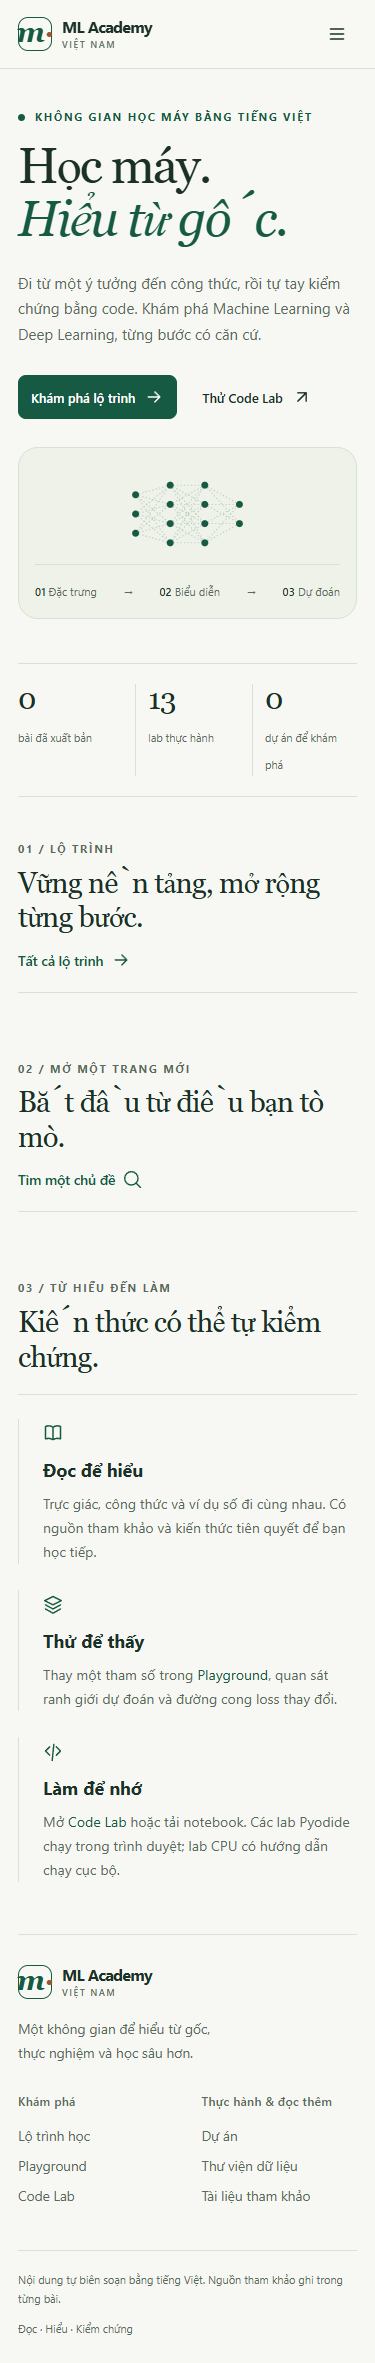 m.
ML Academy
VIỆT NAM
KHÔNG GIAN HỌC MÁY BẰNG TIẾNG VIỆT
Học máy.
Hiểu từ gốc.
Đi từ một ý tưởng đến công thức, rồi tự tay kiểm
chứng bằng code. Khám phá Machine Learning và
Deep Learning, từng bước có căn cứ.
Khám phá lộ trình →
Thử Code Lab ↗
01 Đặc trưng → 02 Biểu diễn → 03 Dự đoán
0 13 0
bài đã xuất bản lab thực hành dự án để khám
phá
01 / LỘ TRÌNH
Vững nền tảng, mở rộng
từng bước.
Tất cả lộ trình →
02 / MỞ MỘT TRANG MỚI
Bắt đầu từ điều bạn tò
mò.
Tìm một chủ đề
03 / TỪ HIỂU ĐẾN LÀM
Kiến thức có thể tự kiểm
chứng.
Đọc để hiểu
Trực giác, công thức và ví dụ số đi cùng nhau. Có
nguồn tham khảo và kiến thức tiên quyết để bạn
học tiếp.
Thử để thấy
Thay một tham số trong Playground, quan sát
ranh giới dự đoán và đường cong loss thay đổi.
Làm để nhớ
Mở Code Lab hoặc tải notebook. Các lab Pyodide
chạy trong trình duyệt; lab CPU có hướng dẫn
chạy cục bộ.
m.
ML Academy
VIỆT NAM
Một không gian để hiểu từ gốc,
thực nghiệm và học sâu hơn.
Khám phá Thực hành & đọc thêm
Lộ trình học Dự án
Playground Thư viện dữ liệu
Code Lab Tài liệu tham khảo
Nội dung tự biên soạn bằng tiếng Việt. Nguồn tham khảo ghi trong
từng bài.
Đọc · Hiểu · Kiểm chứng